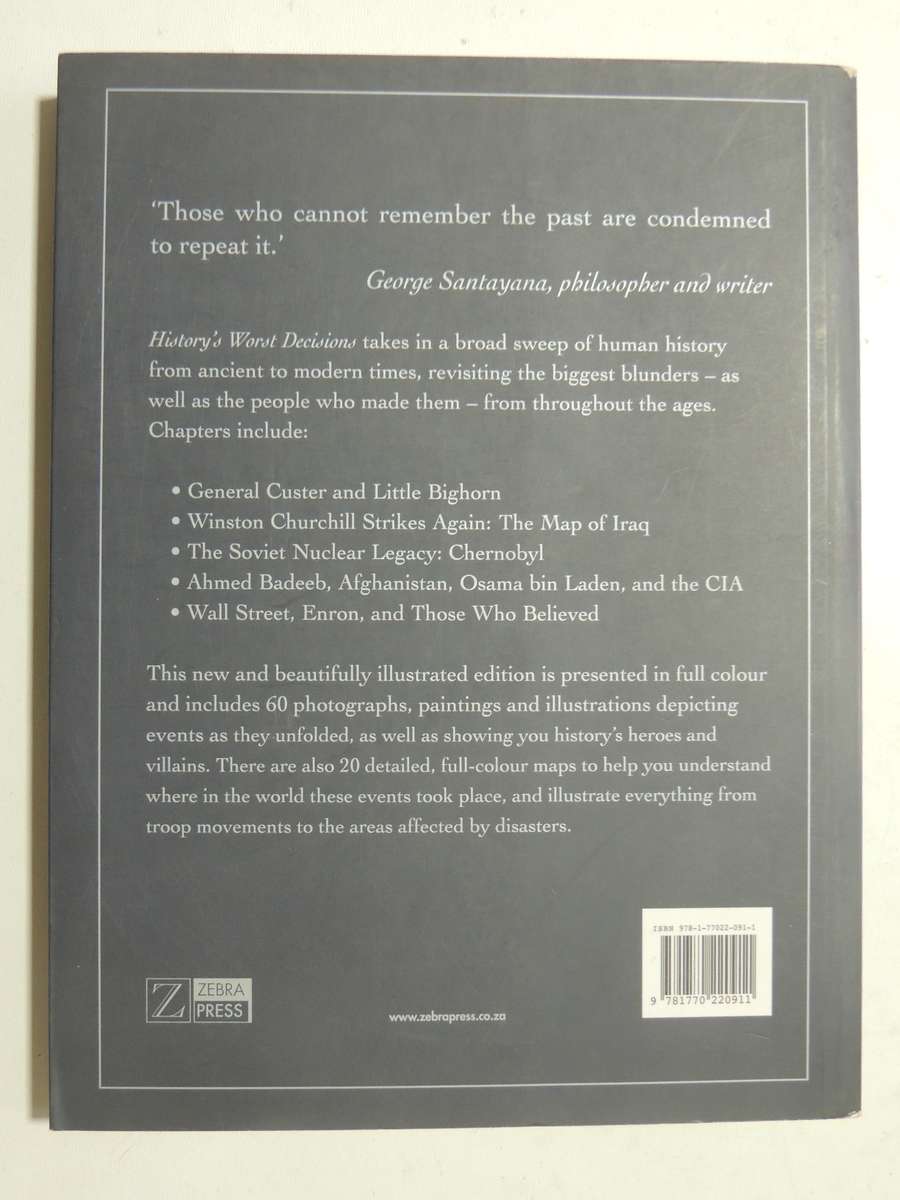 ‘Those who cannot remember the past are condemned
to repeat it.’
George Santayana, philosopher and writer
History’s Worst Decisions takes in a broad sweep of human history
from ancient to modern times, revisiting the biggest blunders – as
well as the people who made them – from throughout the ages.
Chapters include:
• General Custer and Little Bighorn
• Winston Churchill Strikes Again: The Map of Iraq
• The Soviet Nuclear Legacy: Chernobyl
• Ahmed Badeeb, Afghanistan, Osama bin Laden, and the CIA
• Wall Street, Enron, and Those Who Believed
This new and beautifully illustrated edition is presented in full colour
and includes 60 photographs, paintings and illustrations depicting
events as they unfolded, as well as showing you history’s heroes and
villains. There are also 20 detailed, full-colour maps to help you understand
where in the world these events took place, and illustrate everything from
troop movements to the areas affected by disasters.
ISBN 978-1-77022-091-1
9 781770 220911
Z ZEBRA
PRESS
www.zebrapress.co.za